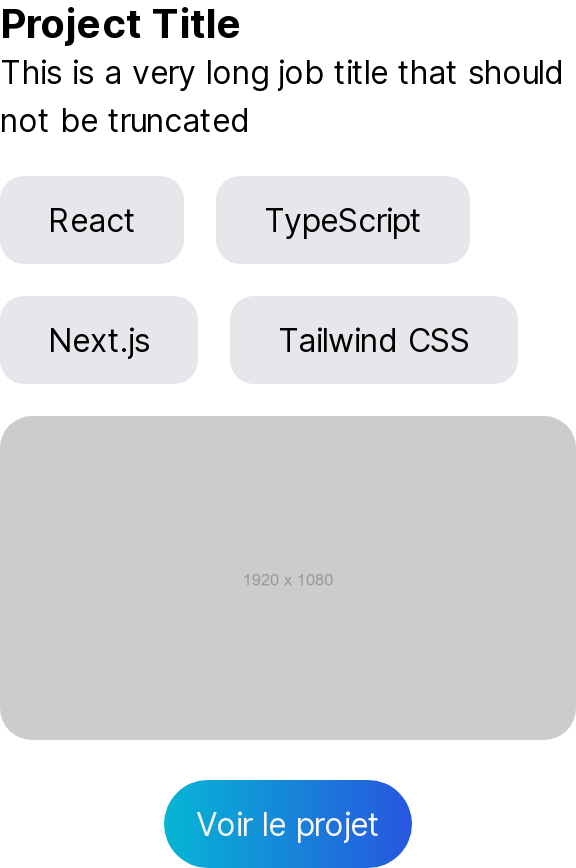 Project Title
This is a very long job title that should
not be truncated
React TypeScript
Next.js Tailwind CSS
1920 x 1080
Voir le projet